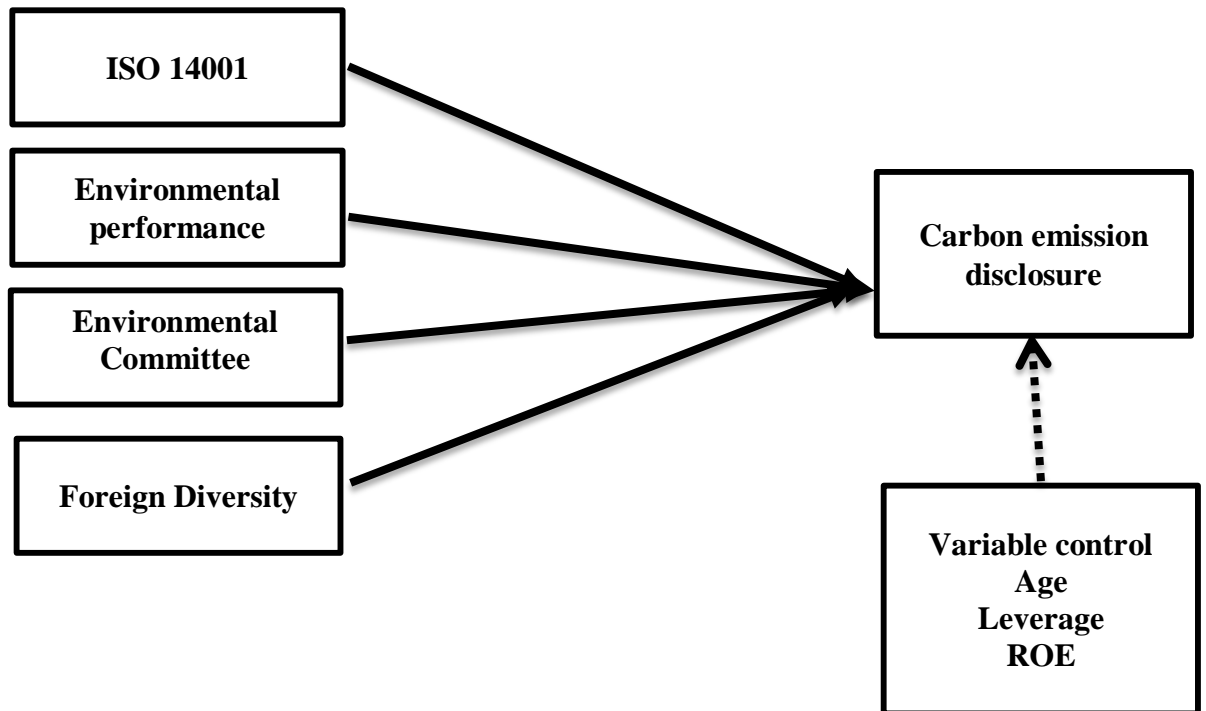 ISO 14001
Environmental
performance
Environmental
Committee
Foreign Diversity
Carbon emission
disclosure
Variable control
Age
Leverage
ROE